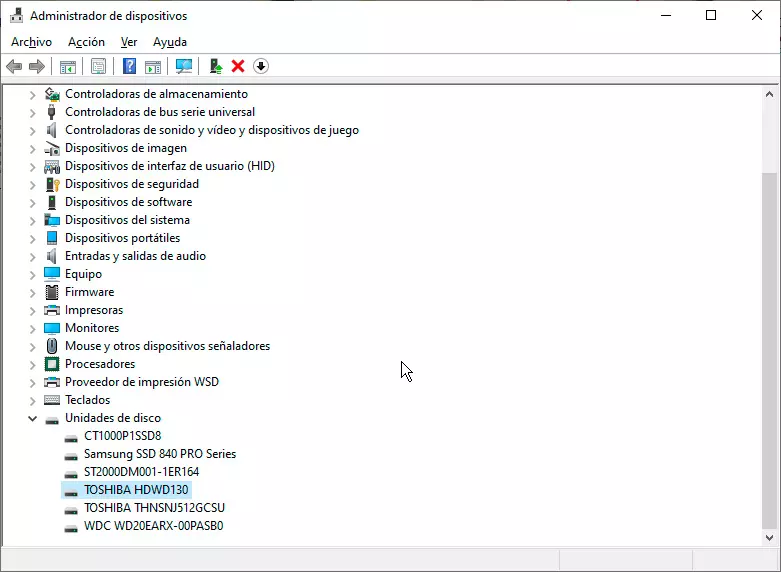 Administrador de dispositivos
Archivo Acción Ver Ayuda
Controladoras de almacenamiento
Controladoras de bus serie universal
Controladoras de sonido y vídeo y dispositivos de juego
Dispositivos de imagen
Dispositivos de interfaz de usuario (HID)
Dispositivos de seguridad
Dispositivos de software
Dispositivos del sistema
Dispositivos portátiles
Entradas y salidas de audio
Equipo
Firmware
Impresoras
Monitores
Mouse y otros dispositivos señaladores
Procesadores
Proveedor de impresión WSD
Teclados
Unidades de disco
CT1000P1SSD8
Samsung SSD 840 PRO Series
ST2000DM001-1ER164
TOSHIBA HDWD130
TOSHIBA THNSNJ512GCSU
WDC WD20EARX-00PASB0